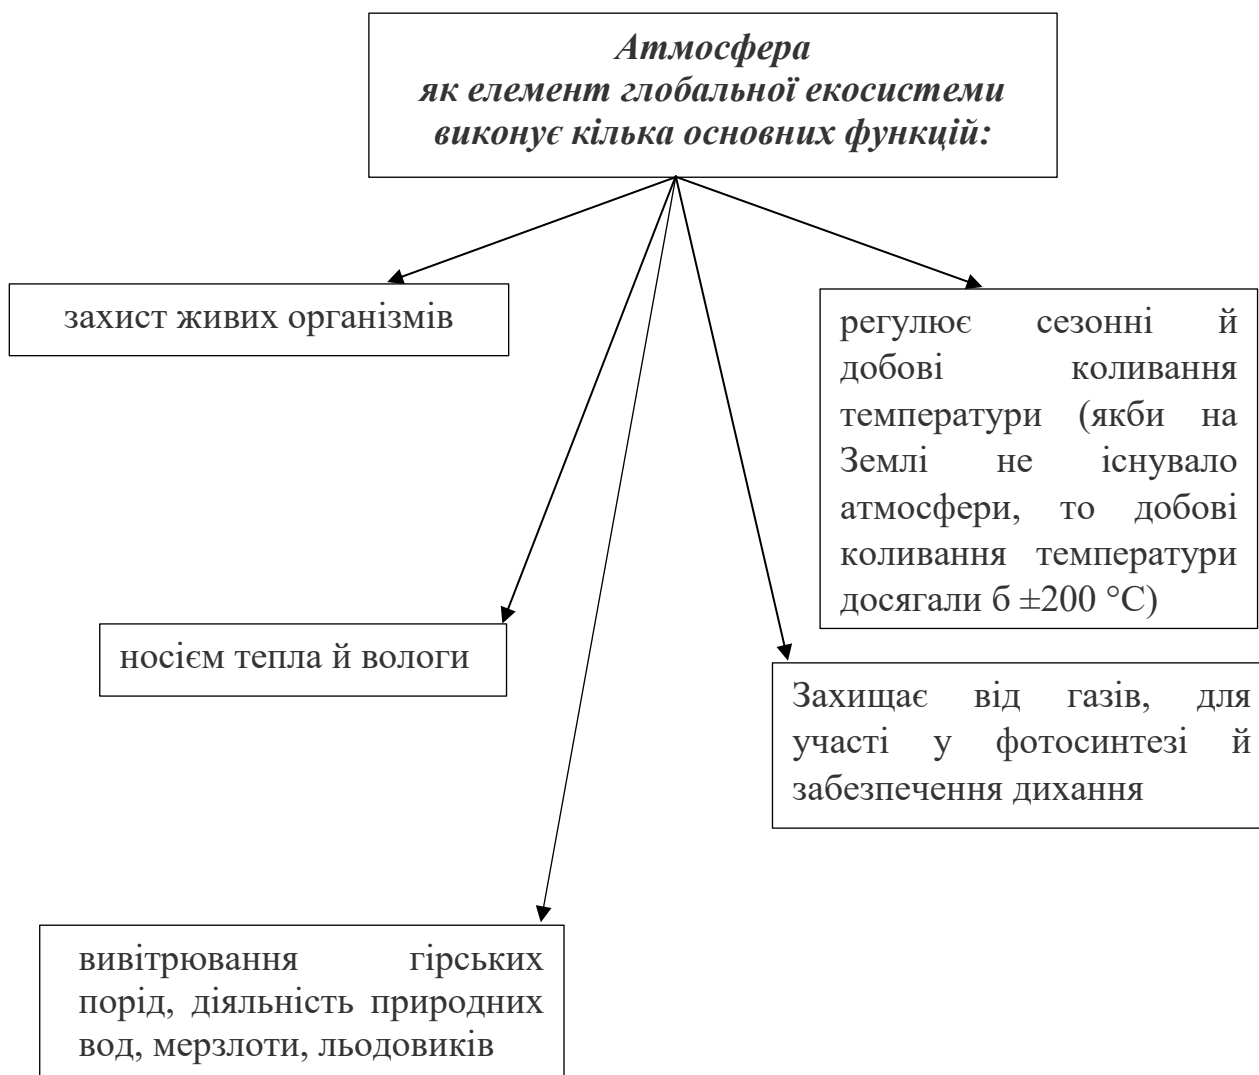 Атмосфера
як елемент глобальної екосистеми
виконує кілька основних функцій:
захист живих організмів
регулює сезонні й
добові коливання
температури (якби на
Землі не існувало
атмосфери, то добові
коливання температури
досягали б ±200 °С)
носієм тепла й вологи
Захищає від газів, для
участі у фотосинтезі й
забезпечення дихання
вивітрювання гірських
порід, діяльність природних
вод, мерзлоти, льодовиків